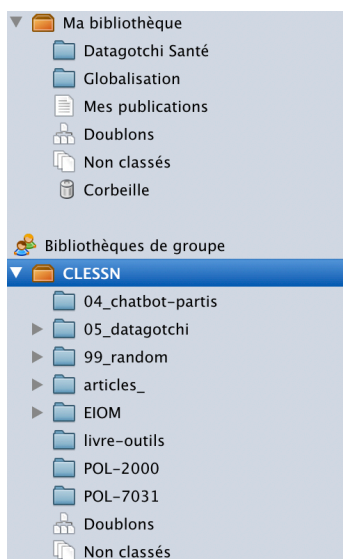 Ma bibliothèque
Datagotchi Santé
Globalisation
Mes publications
Doublons
Non classés
Corbeille
Bibliothèques de groupe
CLESSN
04_chatbot-partis
05_datagotchi
99_random
articles_
EIOM
livre-outils
POL-2000
POL-7031
Doublons
Non classés